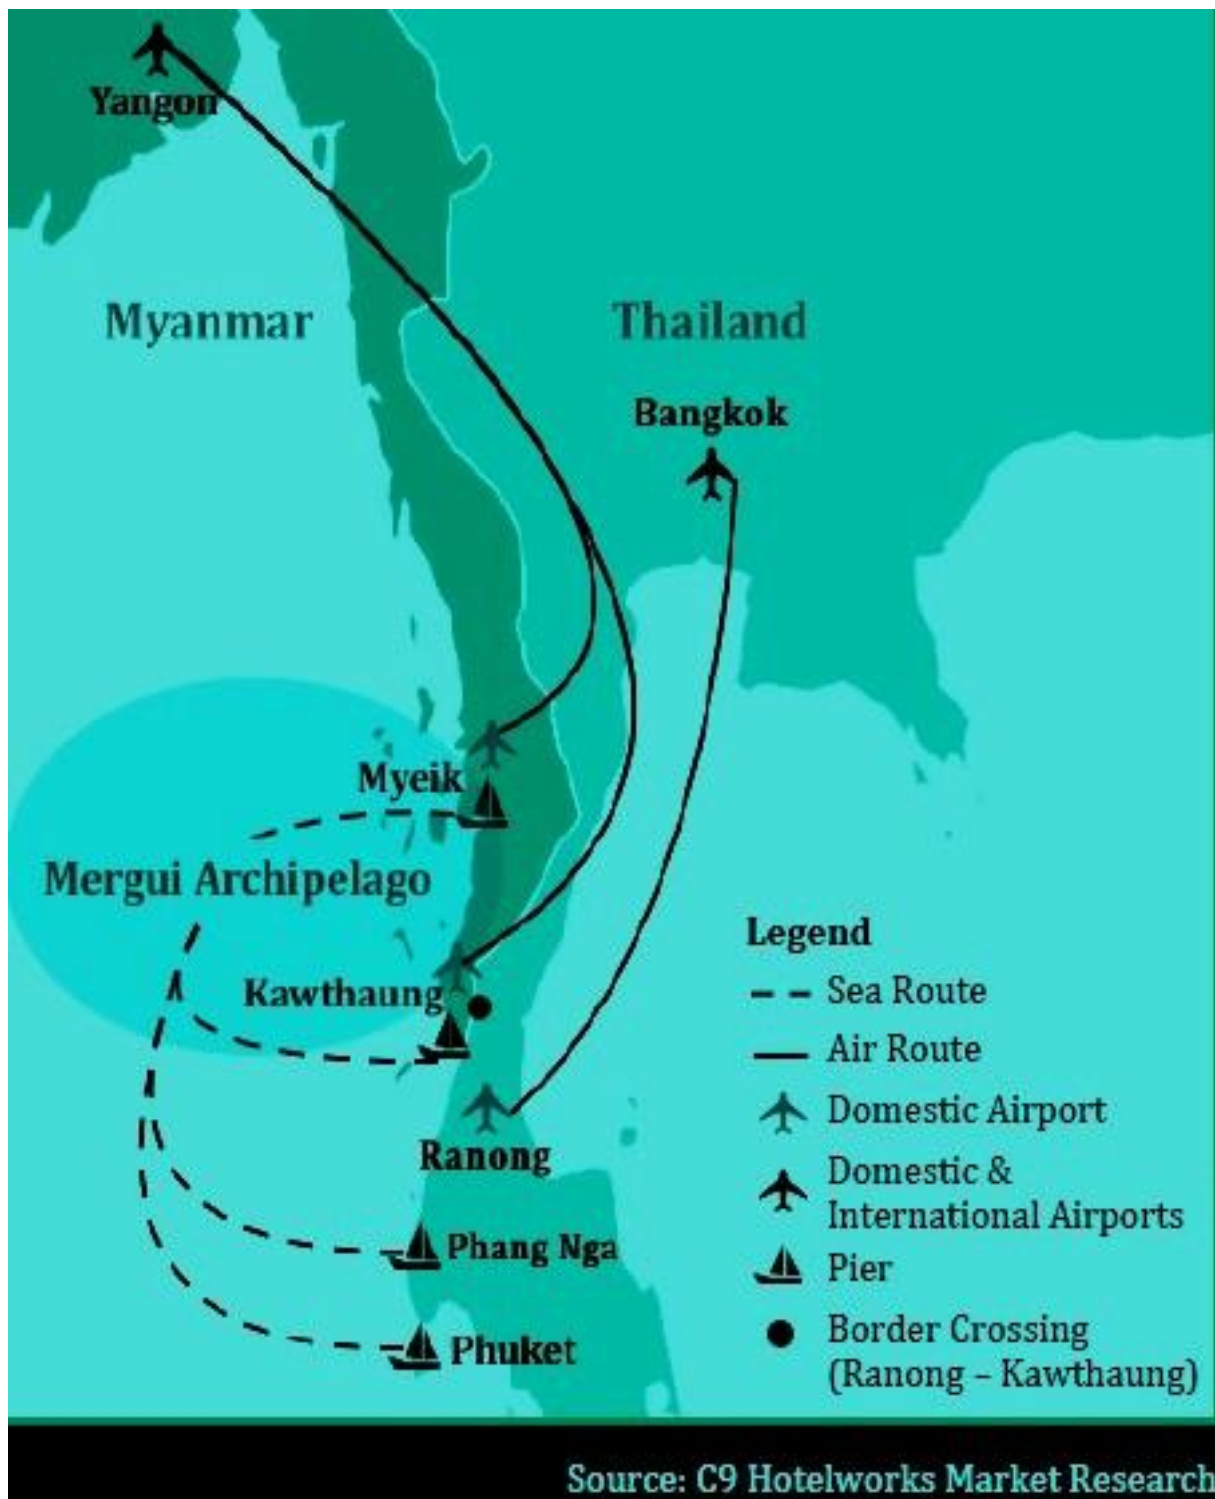 Yangon
Myanmar
Thailand
Bangkok
Myeik
Mergui Archipelago
Kawthaung
Ranong
Phang Nga
Phuket
Legend
Sea Route
Air Route
Domestic Airport
Domestic &
International Airports
Pier
Border Crossing
(Ranong – Kawthaung)
Source: C9 Hotelworks Market Research